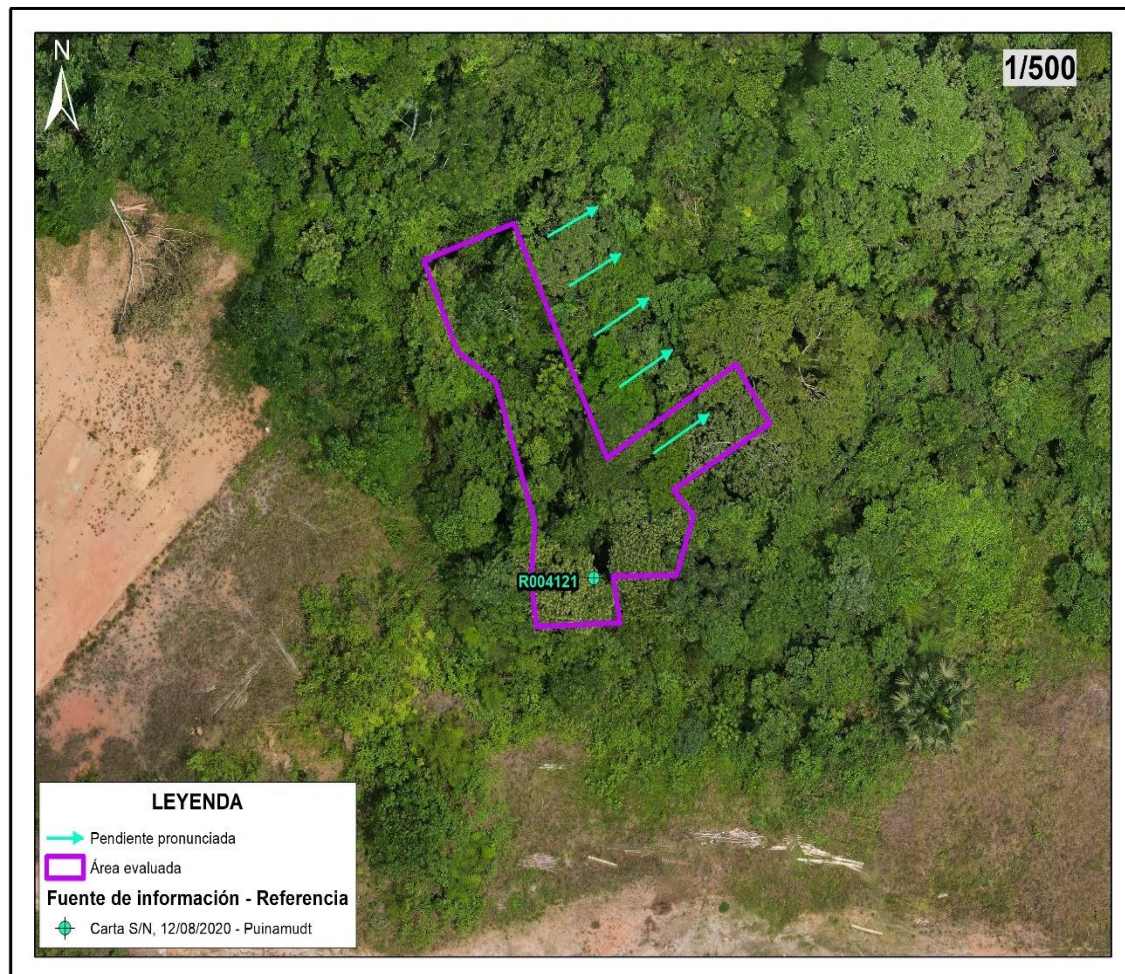 N
1/500
R004121
LEYENDA
Pendiente pronunciada
Área evaluada
Fuente de información - Referencia
Carta S/N, 12/08/2020 - Puinamudt